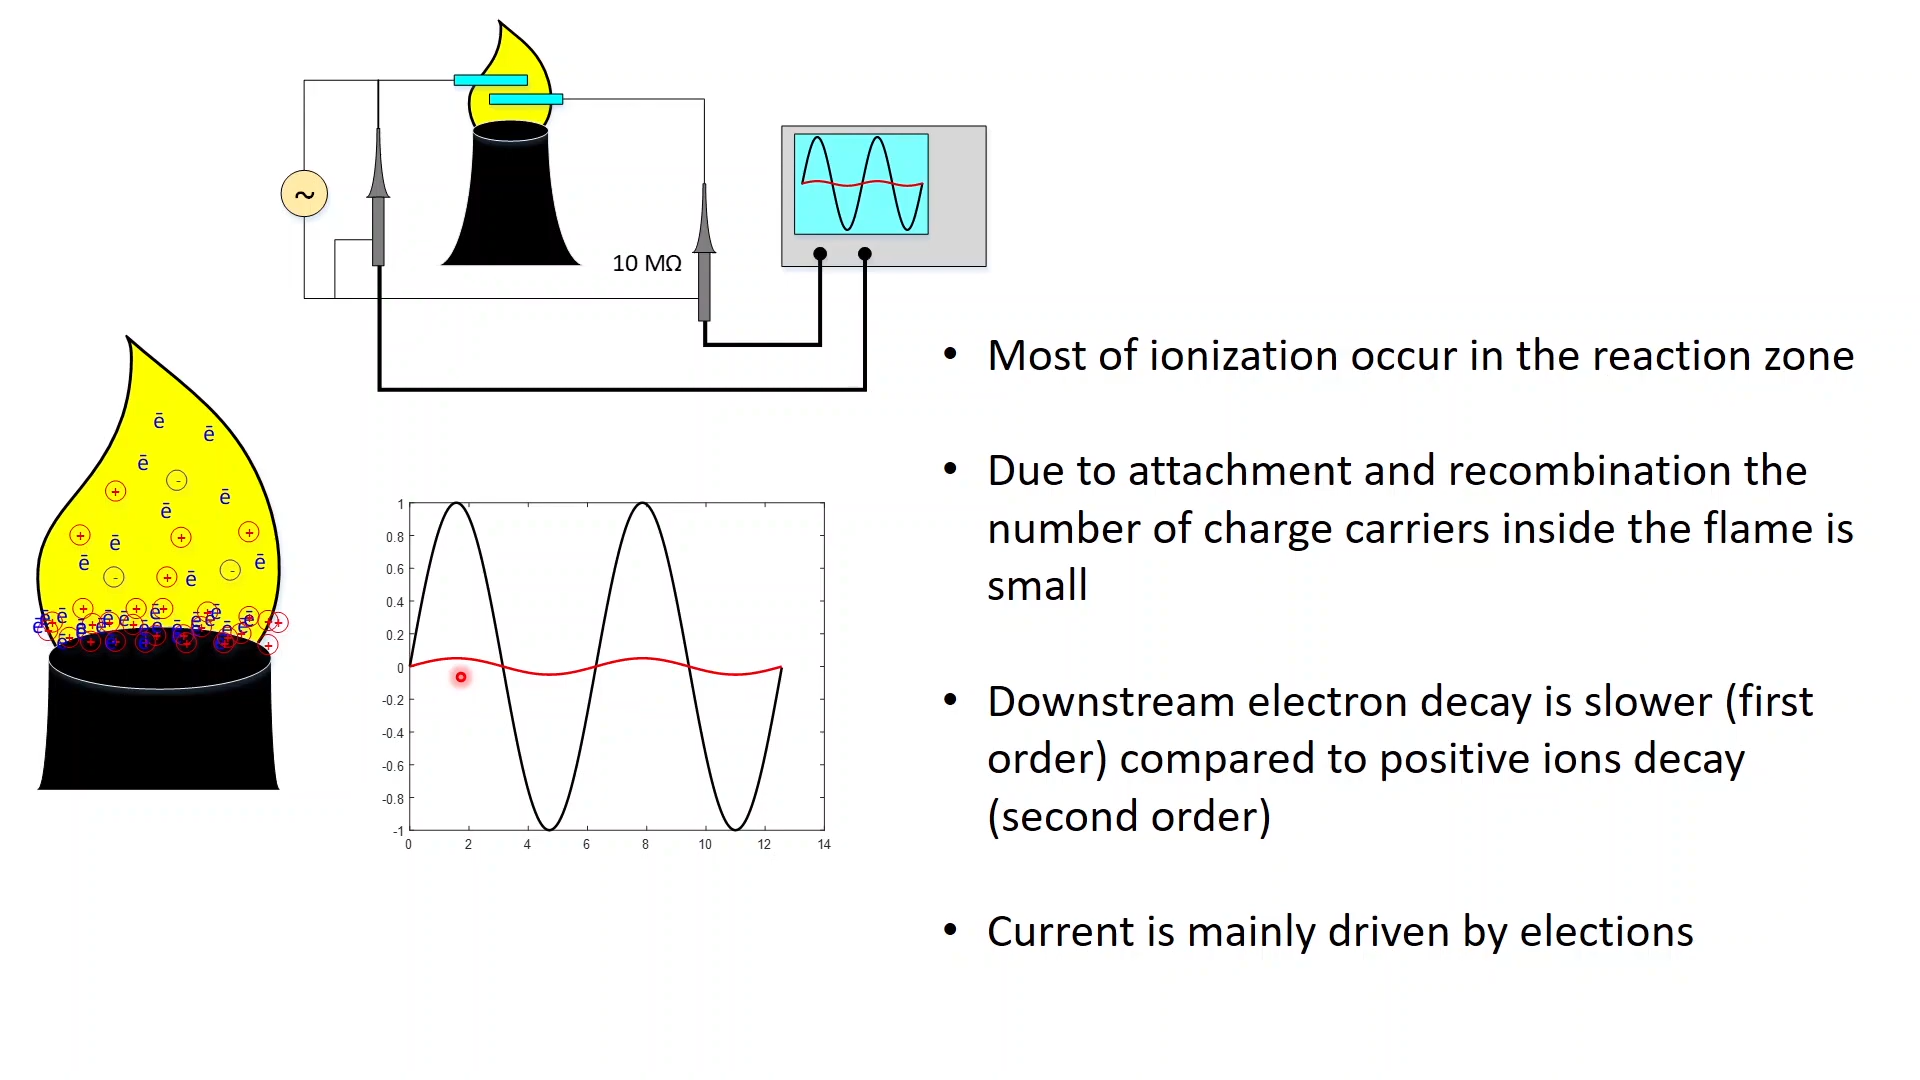 ~
10 MΩ
• Most of ionization occur in the reaction zone
• Due to attachment and recombination the
number of charge carriers inside the flame is
small
• Downstream electron decay is slower (first
order) compared to positive ions decay
(second order)
• Current is mainly driven by elections
ē
ē
ē
-
+
ē
ē
+
+
+
ē
ē
ē
-
+
ē
-
1
0.8
0.6
0.4
0.2
0
-0.2
-0.4
-0.6
-0.8
-1
0 2 4 6 8 10 12 14